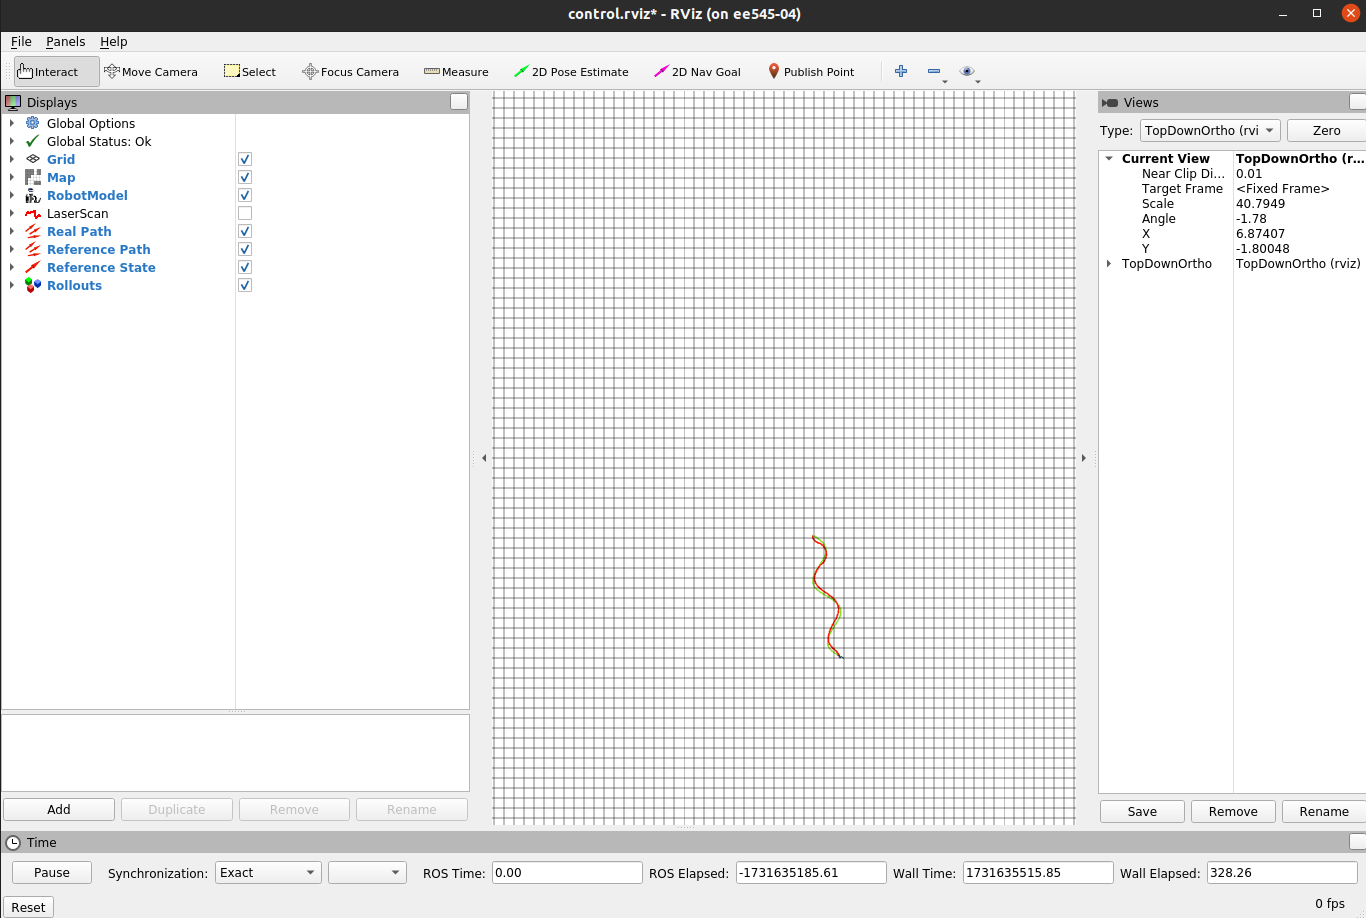 control.rviz* - RViz (on ee545-04)
File Panels Help
Interact Move Camera Select Focus Camera Measure 2D Pose Estimate 2D Nav Goal Publish Point
Displays
Global Options
Global Status: Ok
Grid
Map
RobotModel
LaserScan
Real Path
Reference Path
Reference State
Rollouts
Add Duplicate Remove Rename
Views
Type: TopDownOrtho (rvi Zero
Current View TopDownOrtho (r...
Near Clip Di... 0.01
Target Frame <Fixed Frame>
Scale 40.7949
Angle -1.78
X 6.87407
Y -1.80048
TopDownOrtho TopDownOrtho (rviz)
Save Remove Rename
Time
Pause Synchronization: Exact ROS Time: 0.00 ROS Elapsed: -1731635185.61 Wall Time: 1731635515.85 Wall Elapsed: 328.26
Reset 0 fps